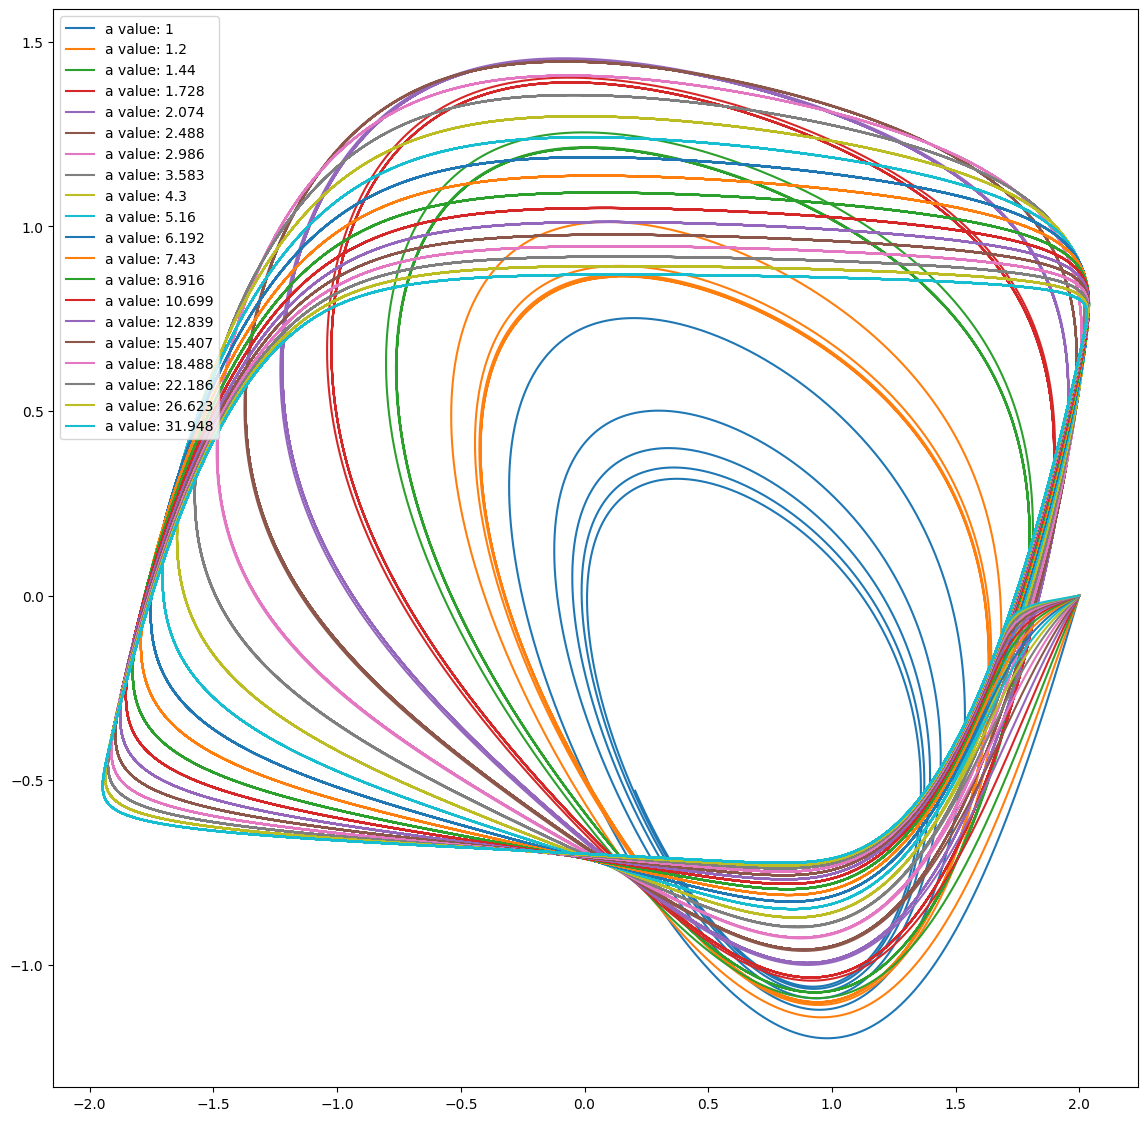 a value: 1
a value: 1.2
a value: 1.44
a value: 1.728
a value: 2.074
a value: 2.488
a value: 2.986
a value: 3.583
a value: 4.3
a value: 5.16
a value: 6.192
a value: 7.43
a value: 8.916
a value: 10.699
a value: 12.839
a value: 15.407
a value: 18.488
a value: 22.186
a value: 26.623
a value: 31.948
1.5
1.0
0.5
0.0
−0.5
−1.0
−2.0 −1.5 −1.0 −0.5 0.0 0.5 1.0 1.5 2.0